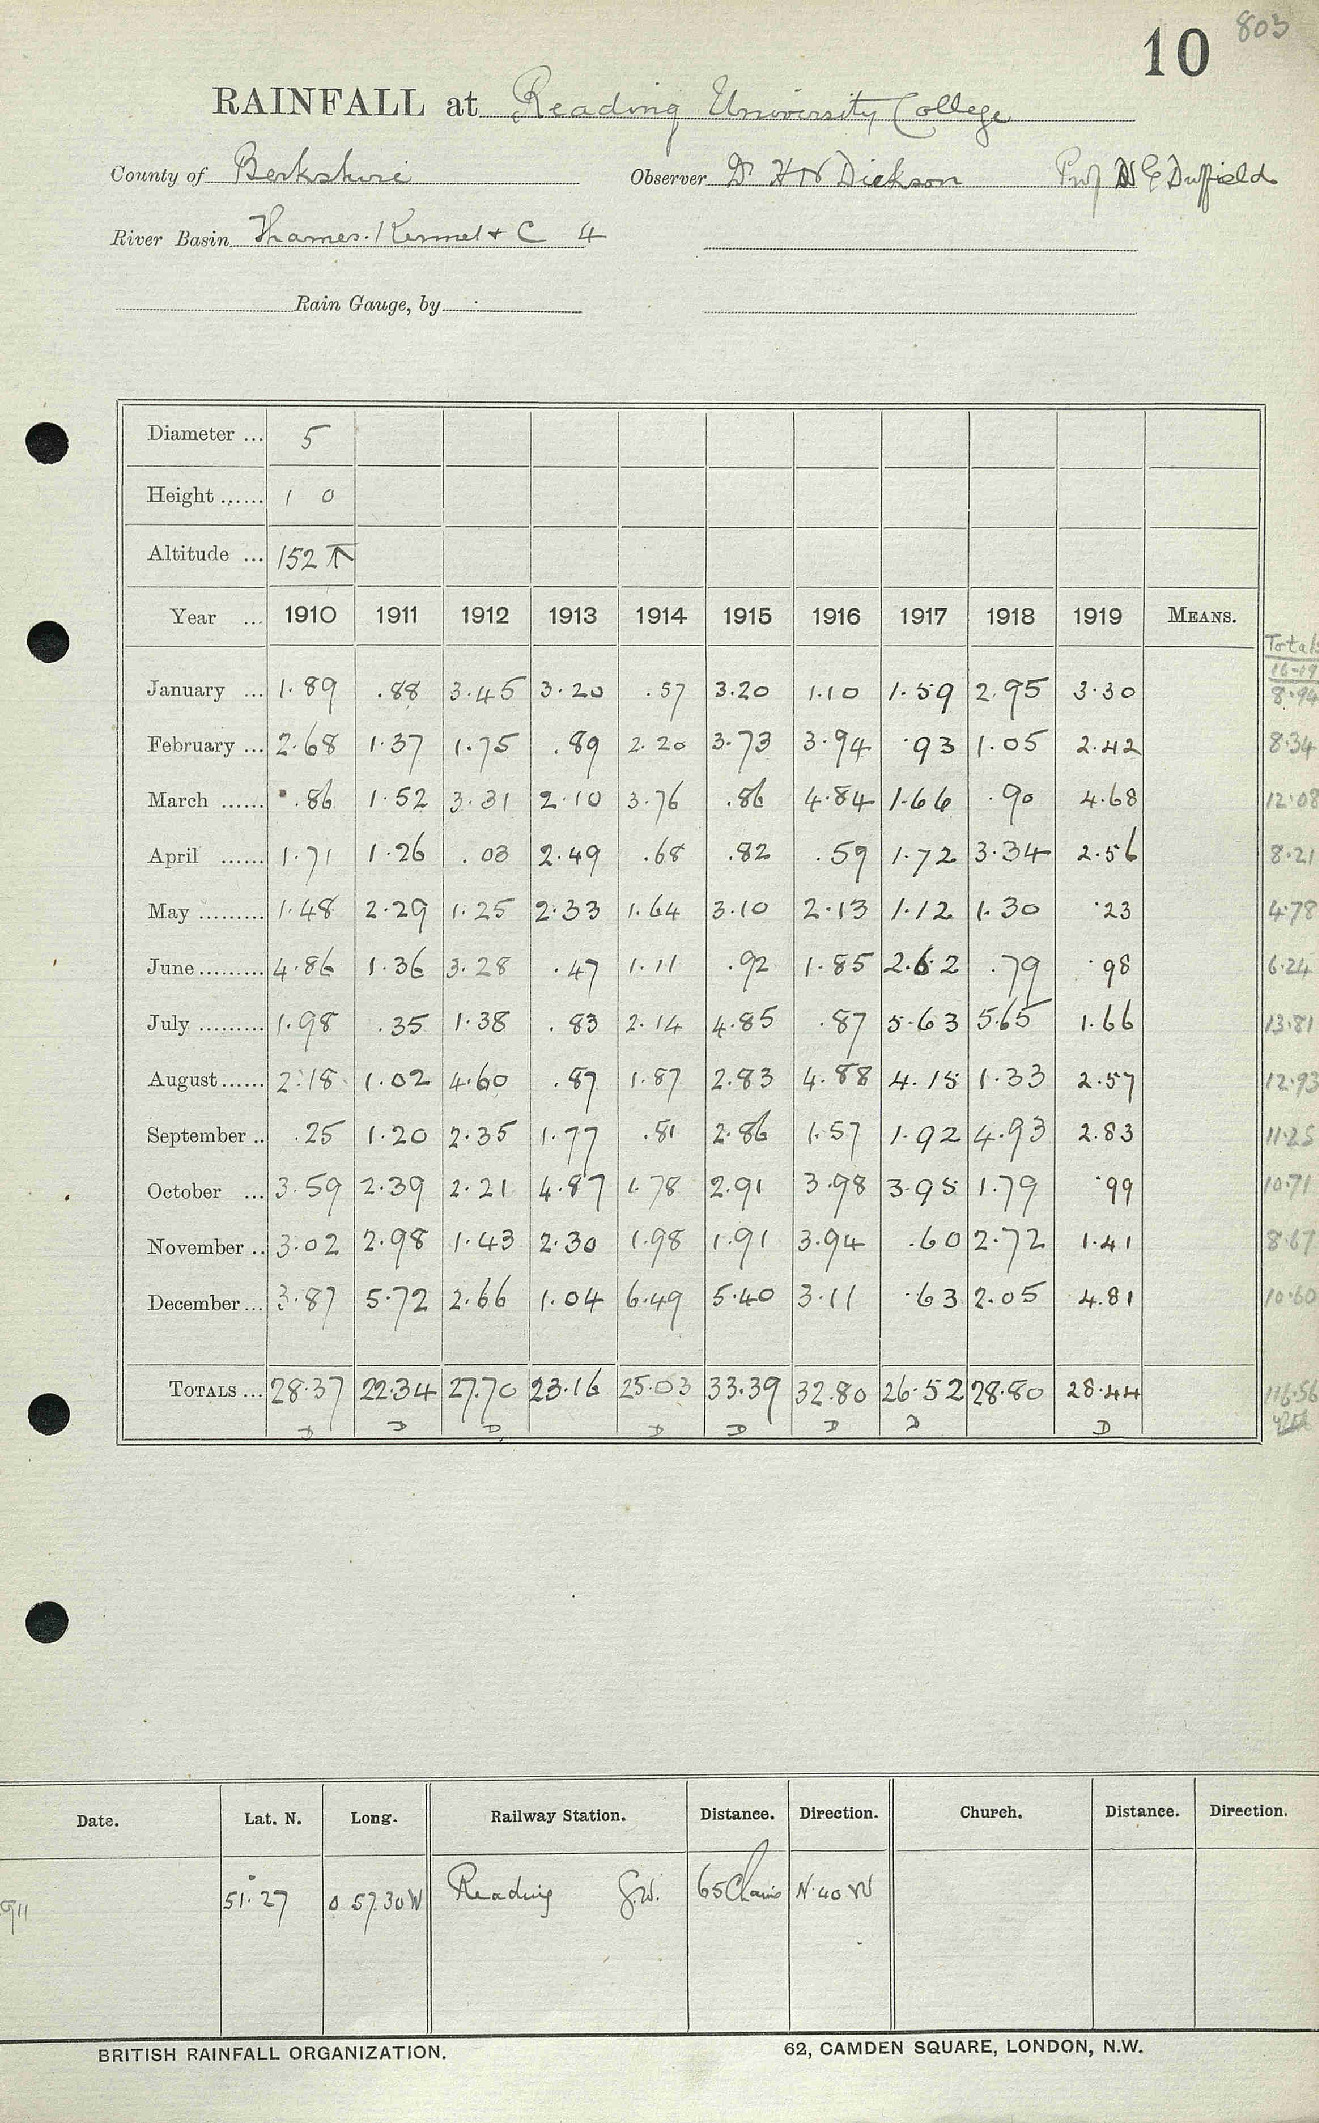 803
10
RAINFALL at Reading University College
County of Berkshire Observer Dr H N Dickson Prof W G Duffield
River Basin Thames. Kennet + C 4
Rain Gauge, by
Diameter ... 5
Height ...... 1 0
Altitude ... 152
Year ... 1910 1911 1912 1913 1914 1915 1916 1917 1918 1919 MEANS. Totals 16-19
January ... 1.89 .88 3.45 3.20 .57 3.20 1.10 1.59 2.95 3.30 8.94
February ... 2.68 1.37 1.75 .89 2.20 3.73 3.94 .93 1.05 2.42 8.34
March ...... .86 1.52 3.31 2.10 3.76 .86 4.84 1.66 .90 4.68 12.08
April ...... 1.71 1.26 .03 2.49 .68 .82 .59 1.72 3.34 2.56 8.21
May ......... 1.48 2.29 1.25 2.33 1.64 3.10 2.13 1.12 1.30 .23 4.78
June ......... 4.86 1.36 3.28 .47 1.11 .92 1.85 2.62 .79 .98 6.24
July ......... 1.98 .35 1.38 .83 2.14 4.85 .87 5.63 5.65 1.66 13.81
August ...... 2.18 1.02 4.60 .87 1.87 2.83 4.88 4.15 1.33 2.57 12.93
September .. .25 1.20 2.35 1.77 .81 2.86 1.57 1.92 4.93 2.83 11.25
October ... 3.59 2.39 2.21 4.87 1.78 2.91 3.98 3.95 1.79 .99 10.71
November .. 3.02 2.98 1.43 2.30 1.98 1.91 3.94 .60 2.72 1.41 8.67
December ... 3.87 5.72 2.66 1.04 6.49 5.40 3.11 .63 2.05 4.81 10.60
TOTALS ... 28.37 22.34 27.70 23.16 25.03 33.39 32.80 26.52 28.80 28.44 116.56
D D D D D D D D
Date. Lat. N. Long. Railway Station. Distance. Direction. Church. Distance. Direction.
911 51.27 0 57.30 W Reading G.W. 65 Chains N 40 W
BRITISH RAINFALL ORGANIZATION. 62, CAMDEN SQUARE, LONDON, N.W.